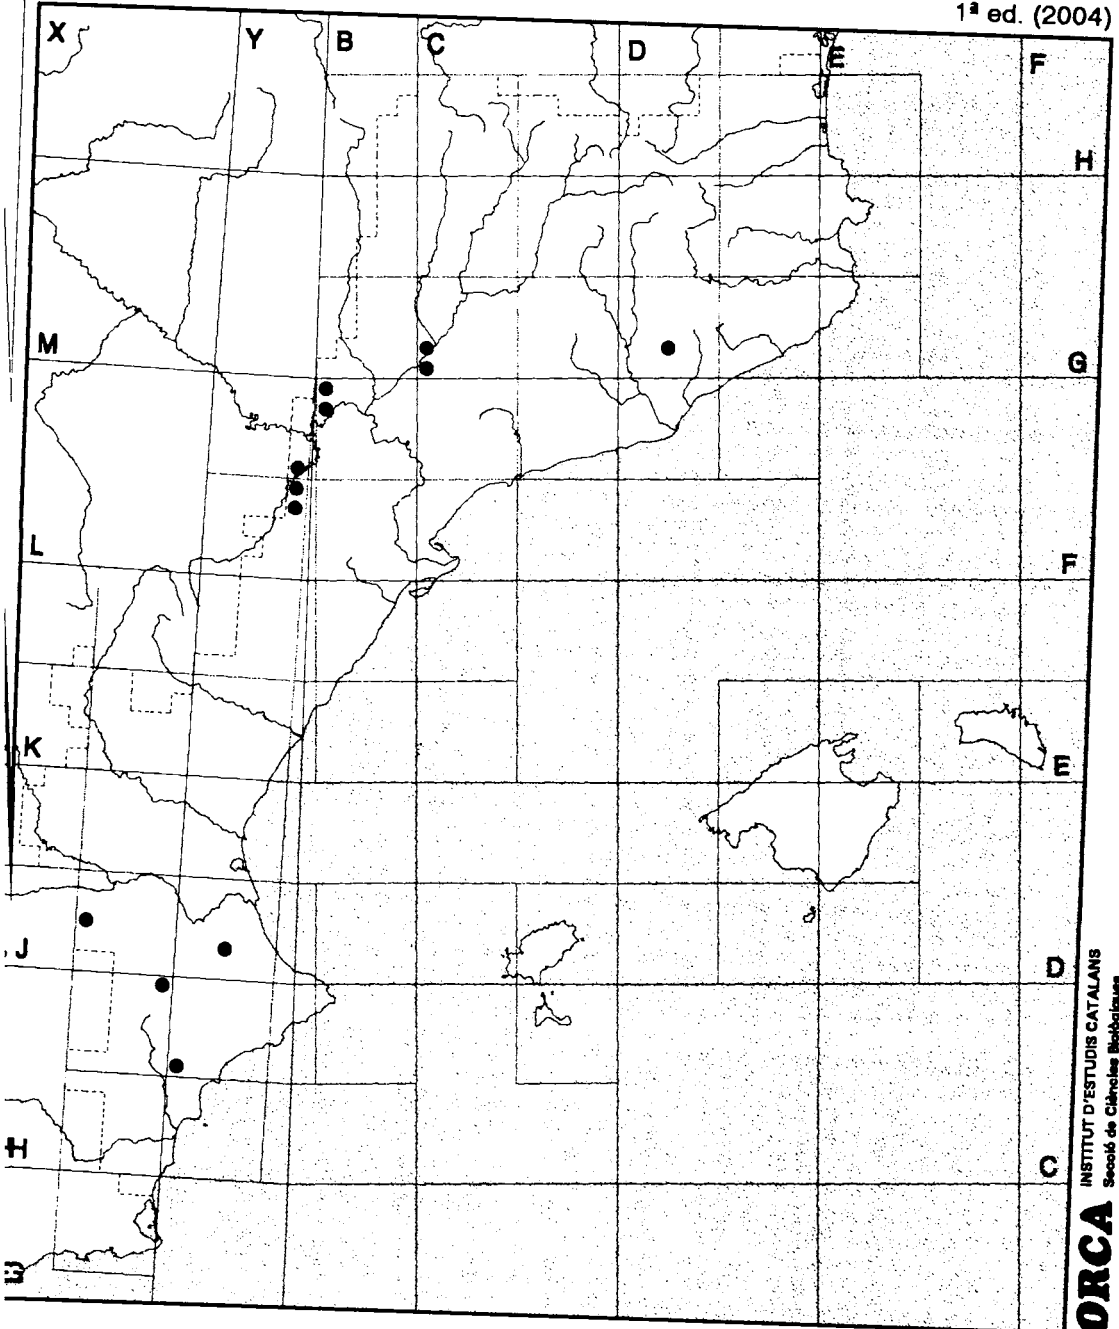 1ª ed. (2004)
X Y B C D E F
H
M
G
L
F
K
E
J
D
H
C
ORCA
INSTITUT D'ESTUDIS CATALANS
Secció de Ciències Biològiques